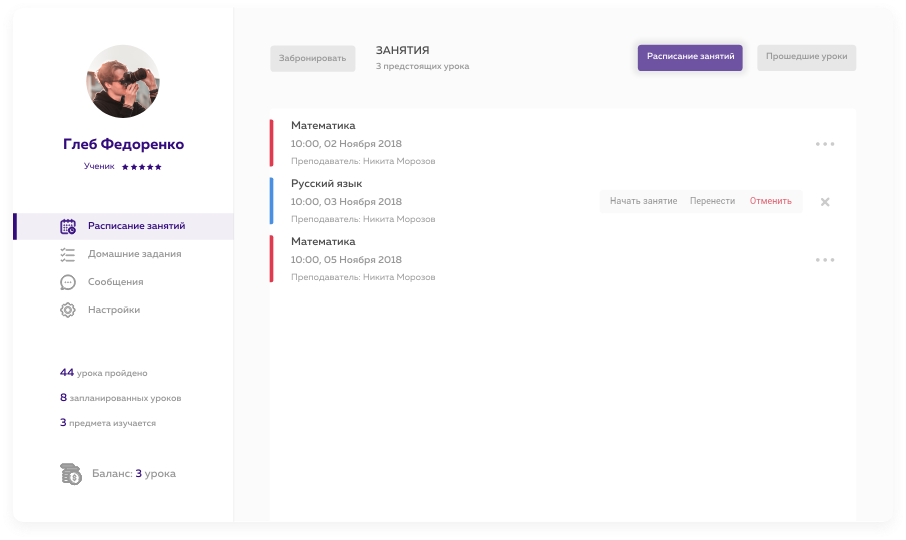 Глеб Федоренко
Ученик
Расписание занятий
Домашние задания
Сообщения
Настройки
44 урока пройдено
8 запланированных уроков
3 предмета изучается
Баланс: 3 урока
Забронировать
ЗАНЯТИЯ
3 предстоящих урока
Расписание занятий
Прошедшие уроки
Математика
10:00, 02 Ноября 2018
Преподаватель: Никита Морозов
Русский язык
10:00, 03 Ноября 2018
Преподаватель: Никита Морозов
Начать занятие Перенести Отменить
Математика
10:00, 05 Ноября 2018
Преподаватель: Никита Морозов